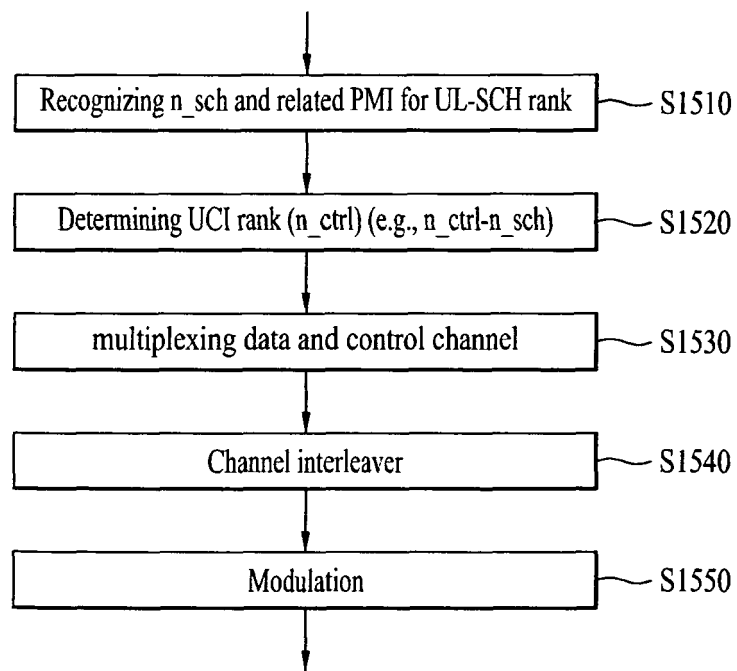 Recognizing n_sch and related PMI for UL-SCH rank S1510
Determining UCI rank (n_ctrl) (e.g., n_ctrl-n_sch) S1520
multiplexing data and control channel S1530
Channel interleaver S1540
Modulation S1550